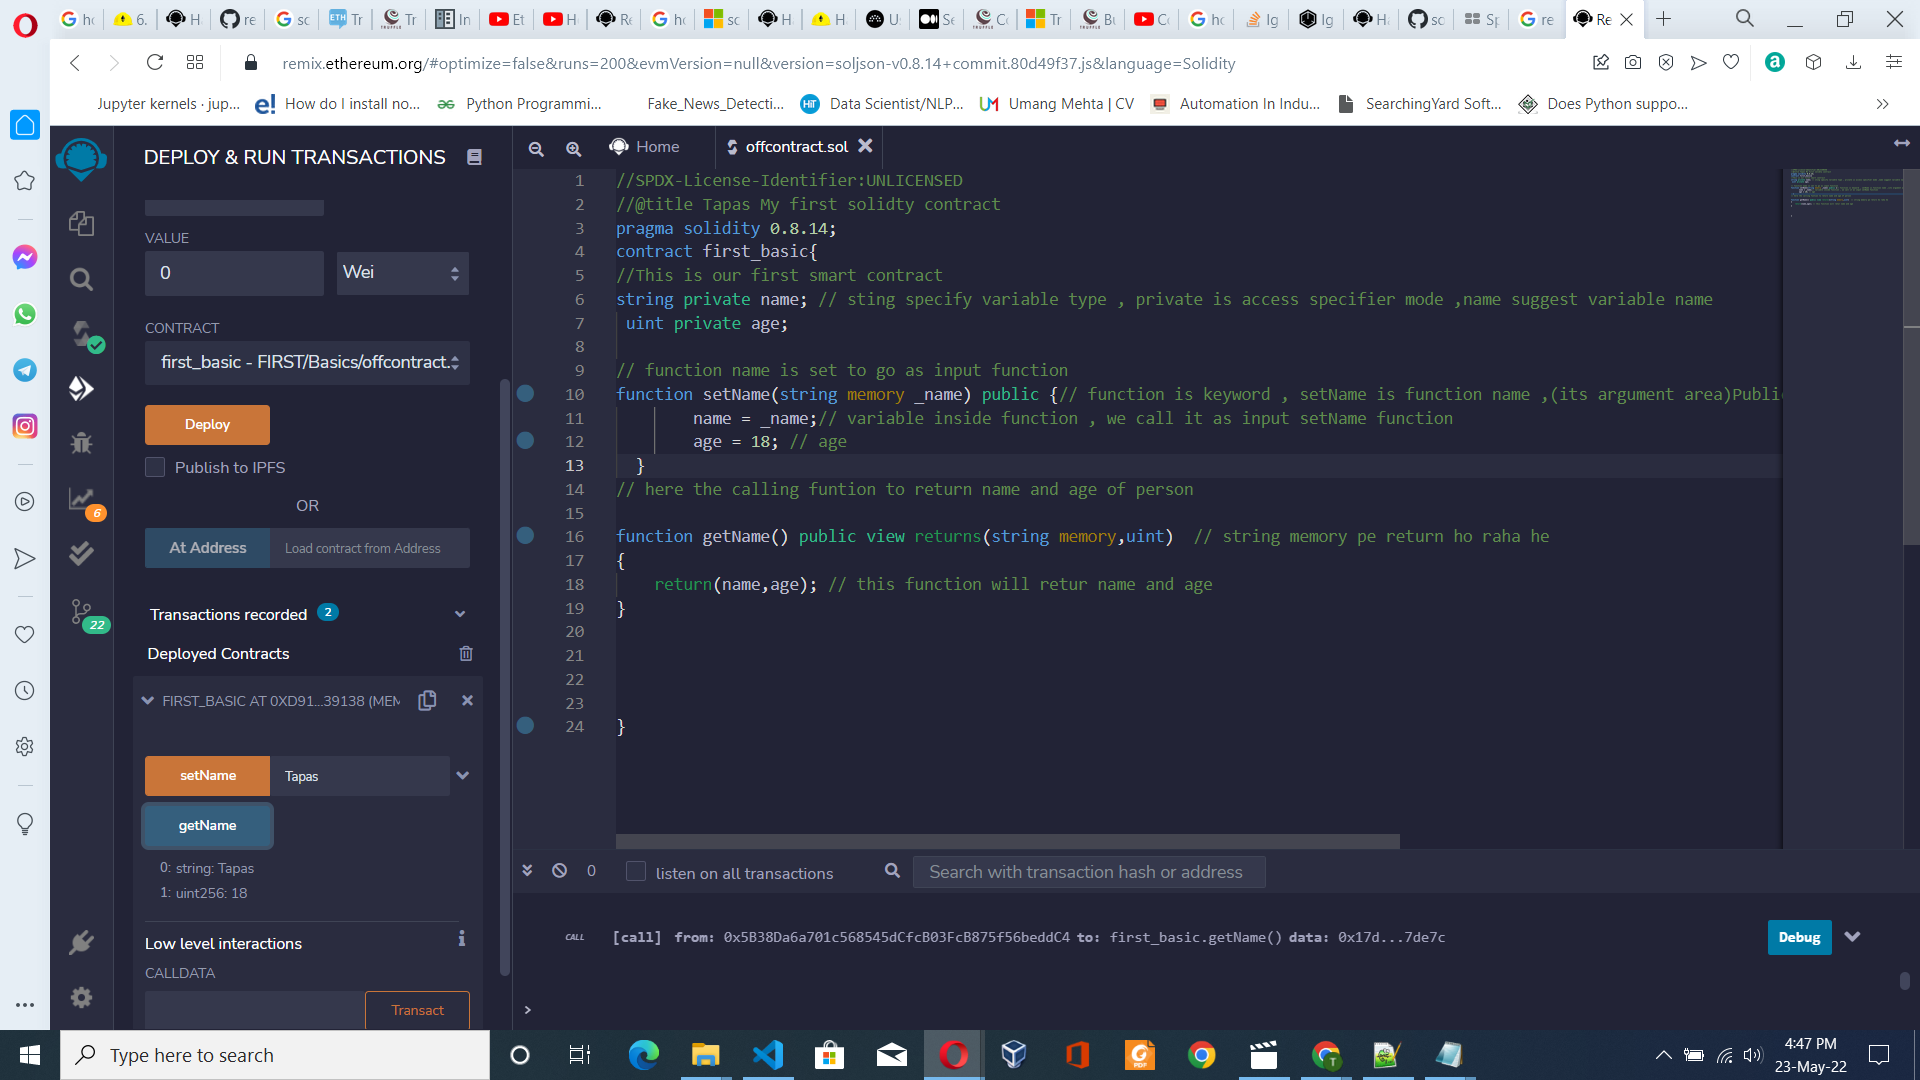 remix.ethereum.org/#optimize=false&runs=200&evmVersion=null&version=soljson-v0.8.14+commit.80d49f37.js&language=Solidity
Jupyter kernels · jup... How do I install no... Python Programmi... Fake_News_Detecti... Data Scientist/NLP... Umang Mehta | CV Automation In Indu... SearchingYard Soft... Does Python suppo...
DEPLOY & RUN TRANSACTIONS
VALUE
0 Wei
CONTRACT
first_basic - FIRST/Basics/offcontract.
Deploy
Publish to IPFS
OR
At Address Load contract from Address
Transactions recorded 2
Deployed Contracts
FIRST_BASIC AT 0XD91...39138 (MEM
setName Tapas
getName
0: string: Tapas
1: uint256: 18
Low level interactions
CALLDATA
Transact
6
22
Home offcontract.sol
1 //SPDX-License-Identifier:UNLICENSED
2 //@title Tapas My first solidty contract
3 pragma solidity 0.8.14;
4 contract first_basic{
5 //This is our first smart contract
6 string private name; // sting specify variable type , private is access specifier mode ,name suggest variable name
7 uint private age;
8
9 // function name is set to go as input function
10 function setName(string memory _name) public {// function is keyword , setName is function name ,(its argument area)Publi
11 name = _name;// variable inside function , we call it as input setName function
12 age = 18; // age
13 }
14 // here the calling funtion to return name and age of person
15
16 function getName() public view returns(string memory,uint) // string memory pe return ho raha he
17 {
18 return(name,age); // this function will retur name and age
19 }
20
21
22
23
24 }
0 listen on all transactions Search with transaction hash or address
CALL [call] from: 0x5B38Da6a701c568545dCfcB03FcB875f56beddC4 to: first_basic.getName() data: 0x17d...7de7c Debug
>
Type here to search
4:47 PM
23-May-22